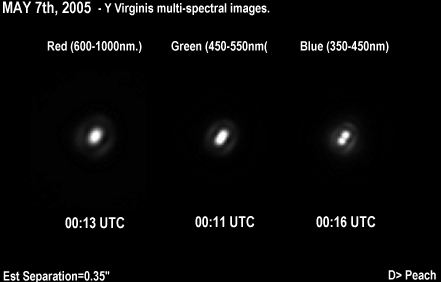 MAY 7th, 2005 - Y Virginis multi-spectral images.
Red (600-1000nm.) Green (450-550nm( Blue (350-450nm)
00:13 UTC 00:11 UTC 00:16 UTC
Est Separation=0.35" D> Peach